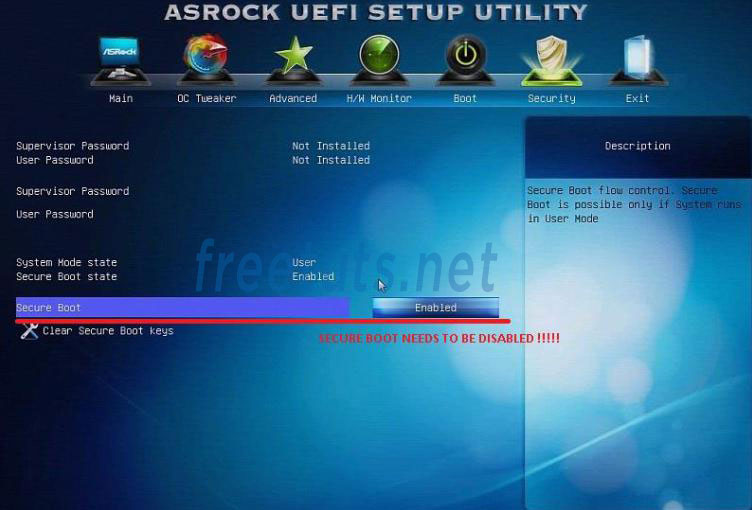 ASROCK UEFI SETUP UTILITY
ASRock
Main OC Tweaker Advanced H/W Monitor Boot Security Exit
Supervisor Password Not Installed
User Password Not Installed
Supervisor Password
User Password
System Mode state User
Secure Boot state Enabled
Secure Boot Enabled
Clear Secure Boot keys
SECURE BOOT NEEDS TO BE DISABLED !!!!!
freetuts.net
Description
Secure Boot flow control. Secure
Boot is possible only if System runs
in User Mode